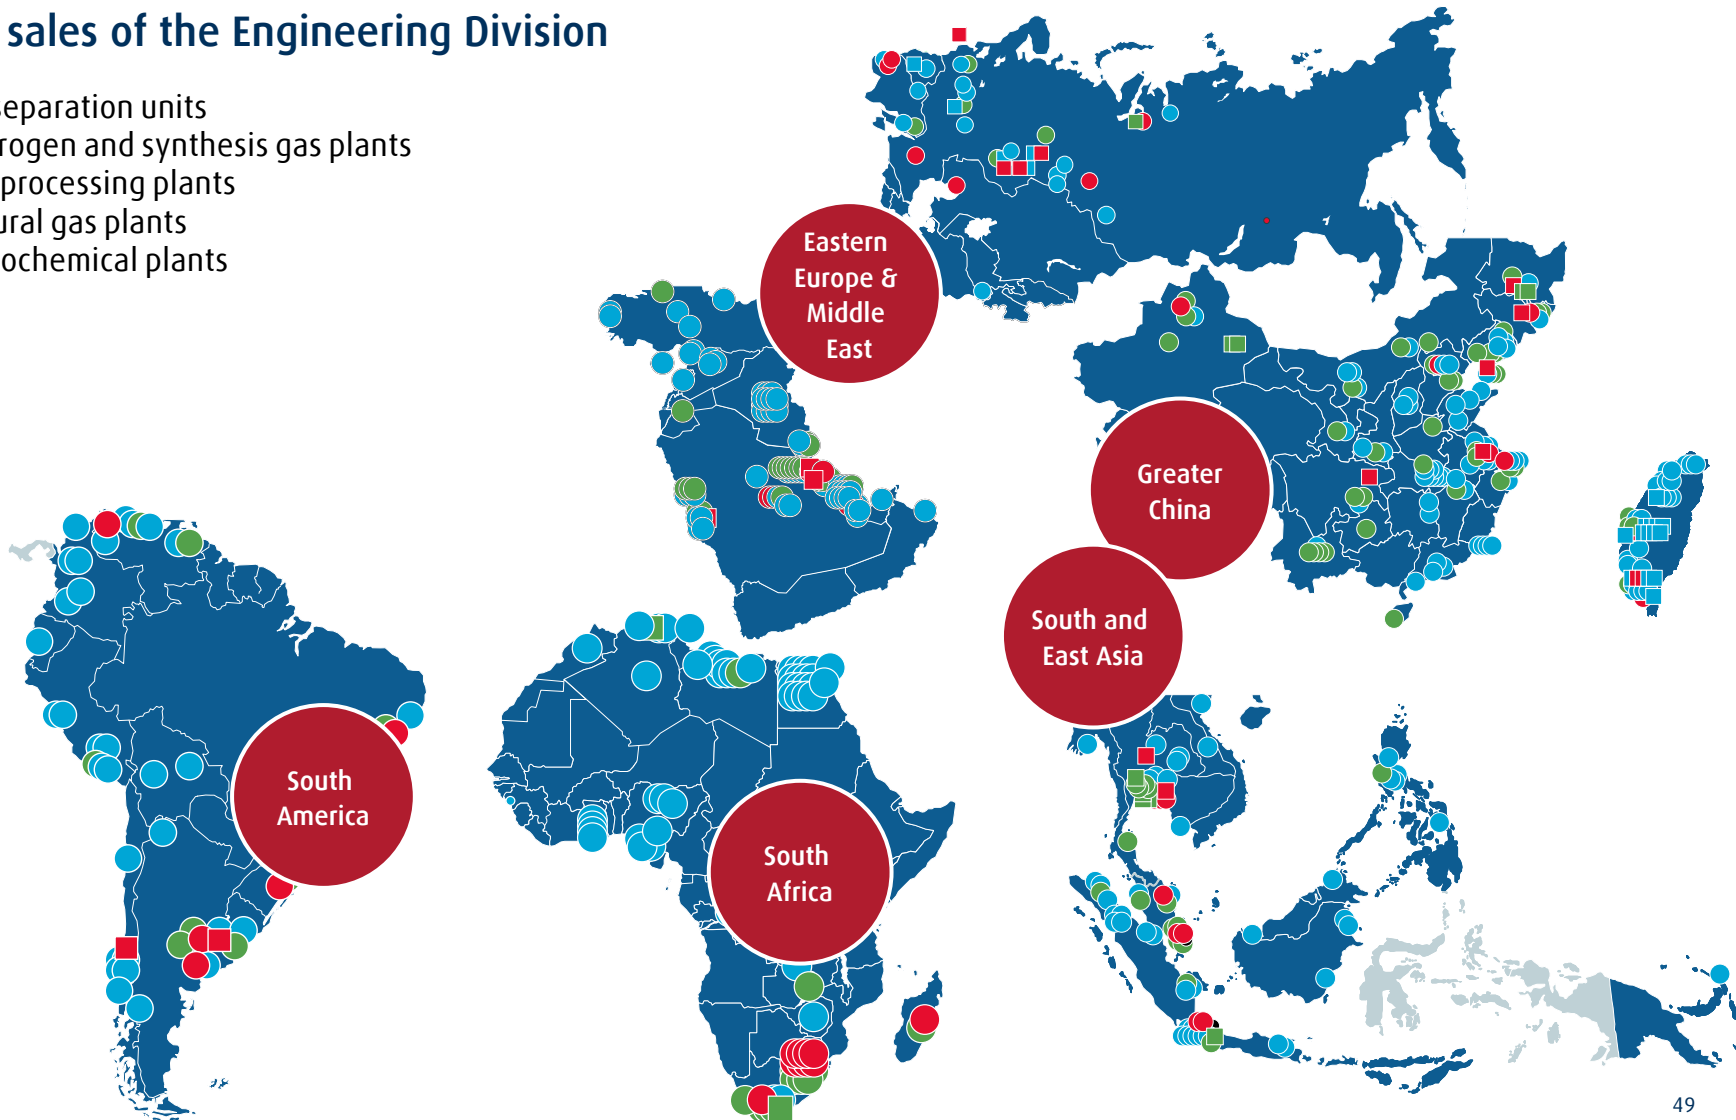 sales of the Engineering Division
separation units
rogen and synthesis gas plants
processing plants
ural gas plants
ochemical plants
Eastern
Europe &
Middle
East
Greater
China
South and
East Asia
South
America
South
Africa
49